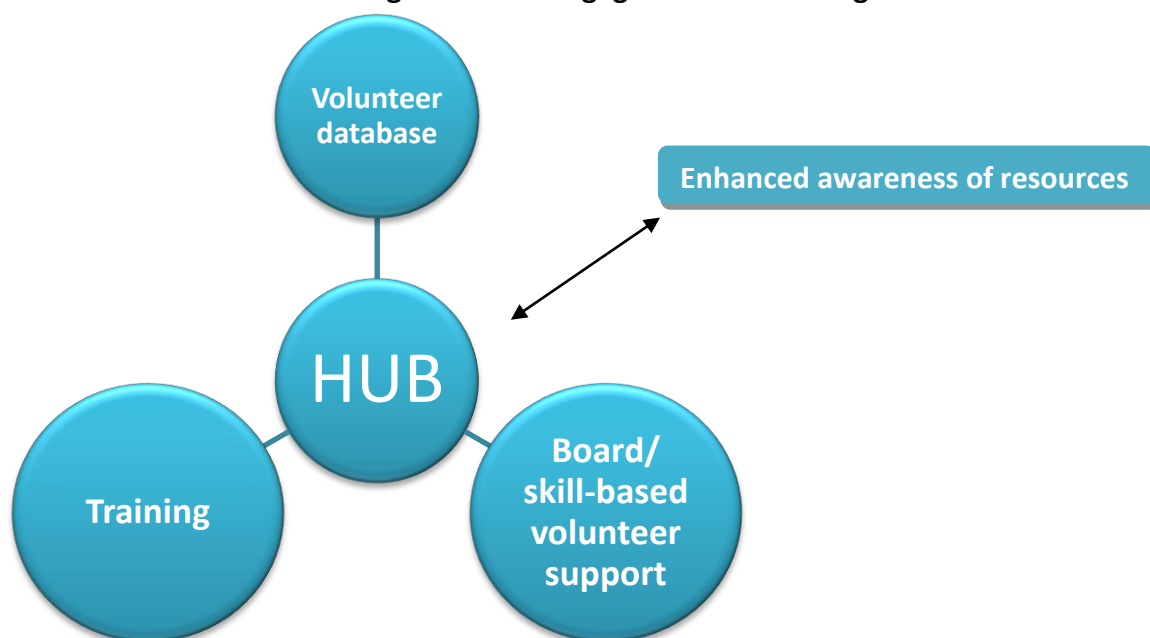 Volunteer
database
Enhanced awareness of resources
HUB
Training
Board/
skill-based
volunteer
support